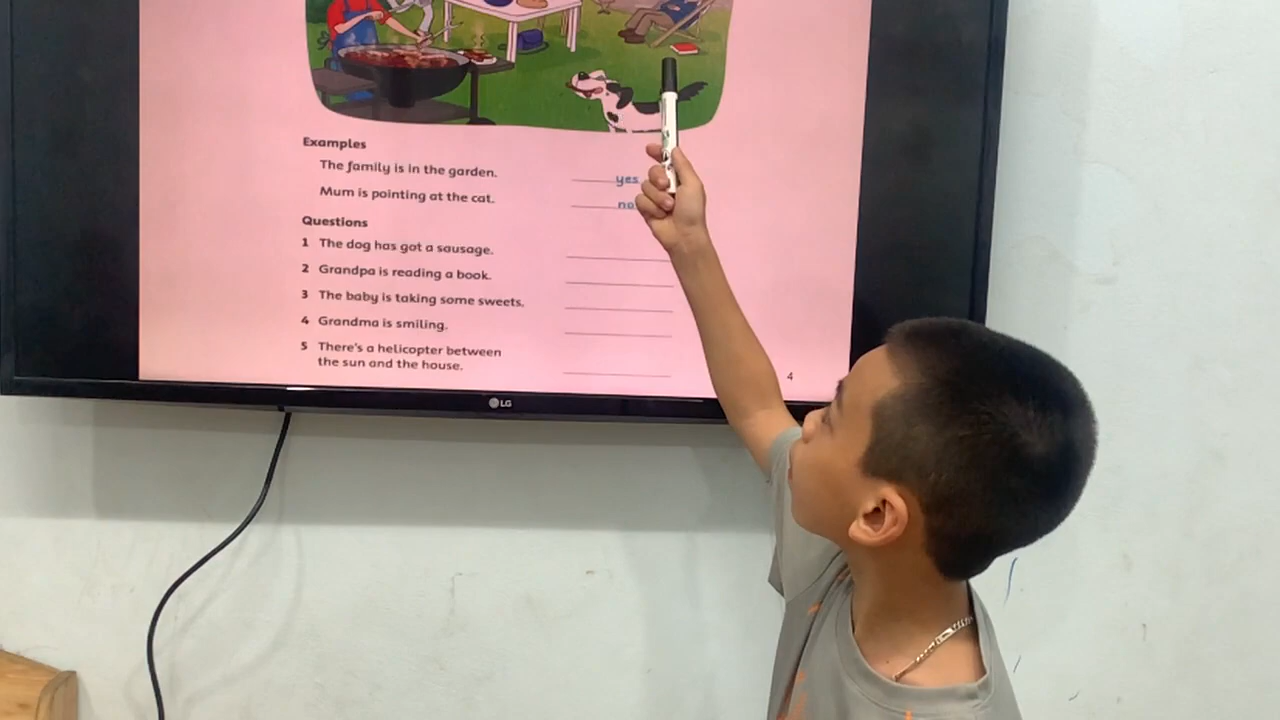 Examples
The family is in the garden. yes
Mum is pointing at the cat. no
Questions
1 The dog has got a sausage.
2 Grandpa is reading a book.
3 The baby is taking some sweets.
4 Grandma is smiling.
5 There's a helicopter between
the sun and the house.
4
LG